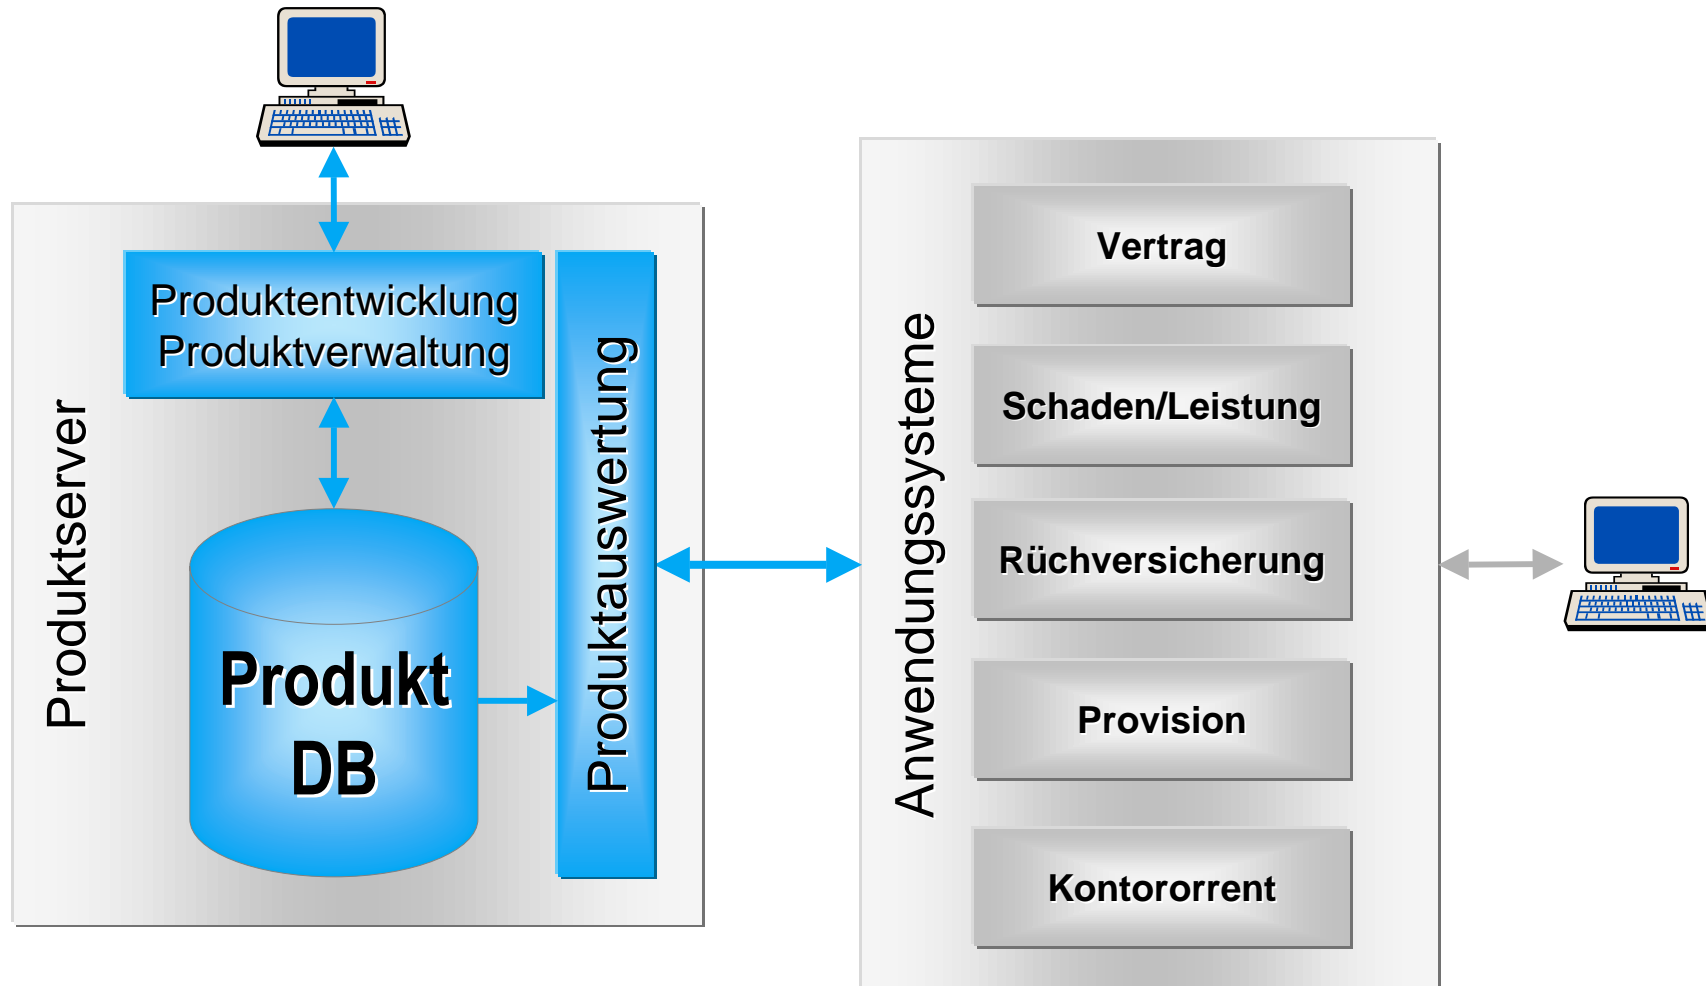 Produktserver
Produktentwicklung
Produktverwaltung
Produkt
DB
Produktauswertung
Anwendungssysteme
Vertrag
Schaden/Leistung
Rüchversicherung
Provision
Kontororrent